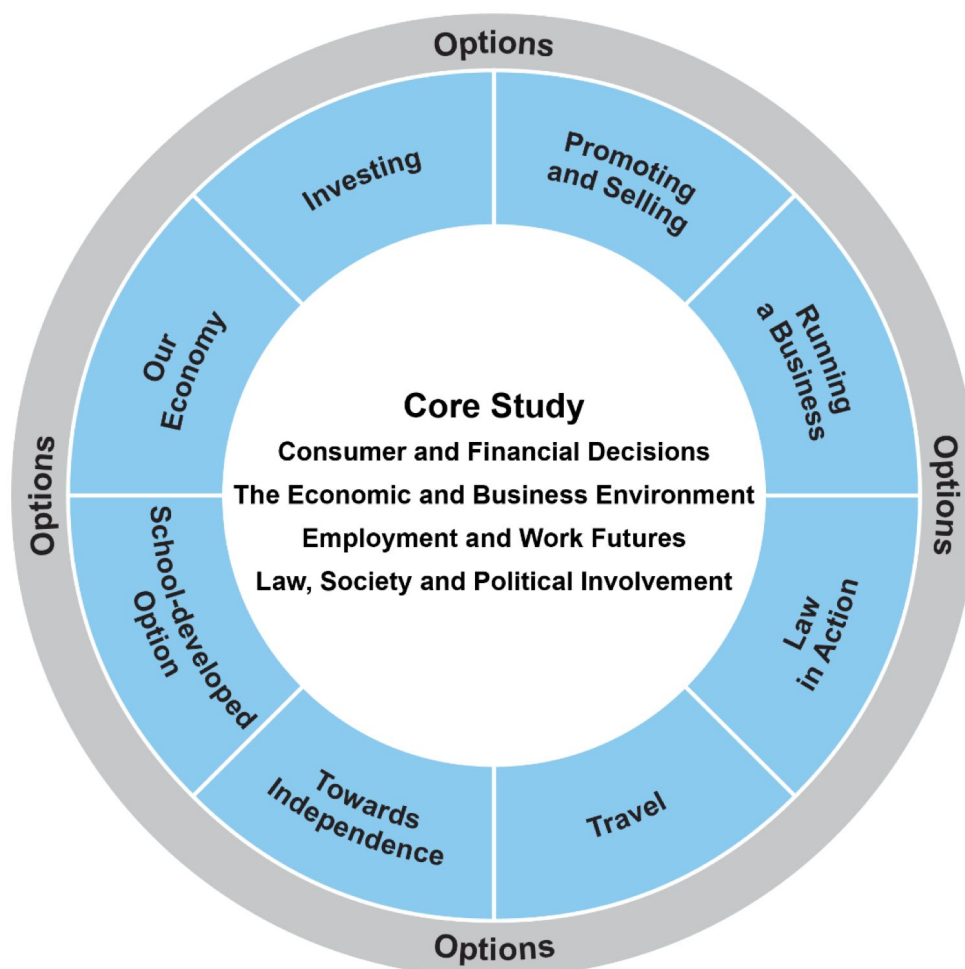 Options
Investing
Promoting
and Selling
Our
Economy
Running
a Business
Core Study
Consumer and Financial Decisions
The Economic and Business Environment
Employment and Work Futures
Law, Society and Political Involvement
Options
Options
School-developed
Option
Law
in Action
Towards
Independence
Travel
Options